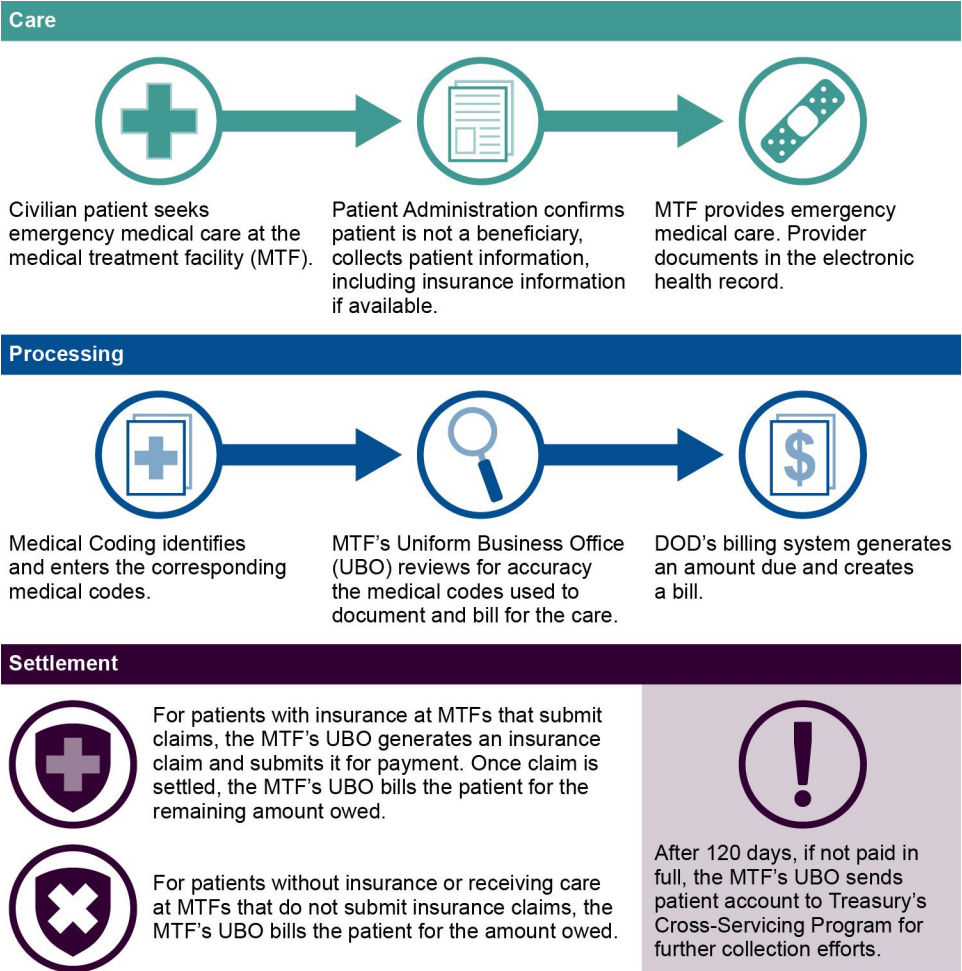 Care
Civilian patient seeks
emergency medical care at the
medical treatment facility (MTF).
Patient Administration confirms
patient is not a beneficiary,
collects patient information,
including insurance information
if available.
MTF provides emergency
medical care. Provider
documents in the electronic
health record.
Processing
Medical Coding identifies
and enters the corresponding
medical codes.
MTF’s Uniform Business Office
(UBO) reviews for accuracy
the medical codes used to
document and bill for the care.
$
DOD’s billing system generates
an amount due and creates
a bill.
Settlement
For patients with insurance at MTFs that submit
claims, the MTF’s UBO generates an insurance
claim and submits it for payment. Once claim is
settled, the MTF’s UBO bills the patient for the
remaining amount owed.
For patients without insurance or receiving care
at MTFs that do not submit insurance claims, the
MTF’s UBO bills the patient for the amount owed.
!
After 120 days, if not paid in
full, the MTF’s UBO sends
patient account to Treasury’s
Cross-Servicing Program for
further collection efforts.